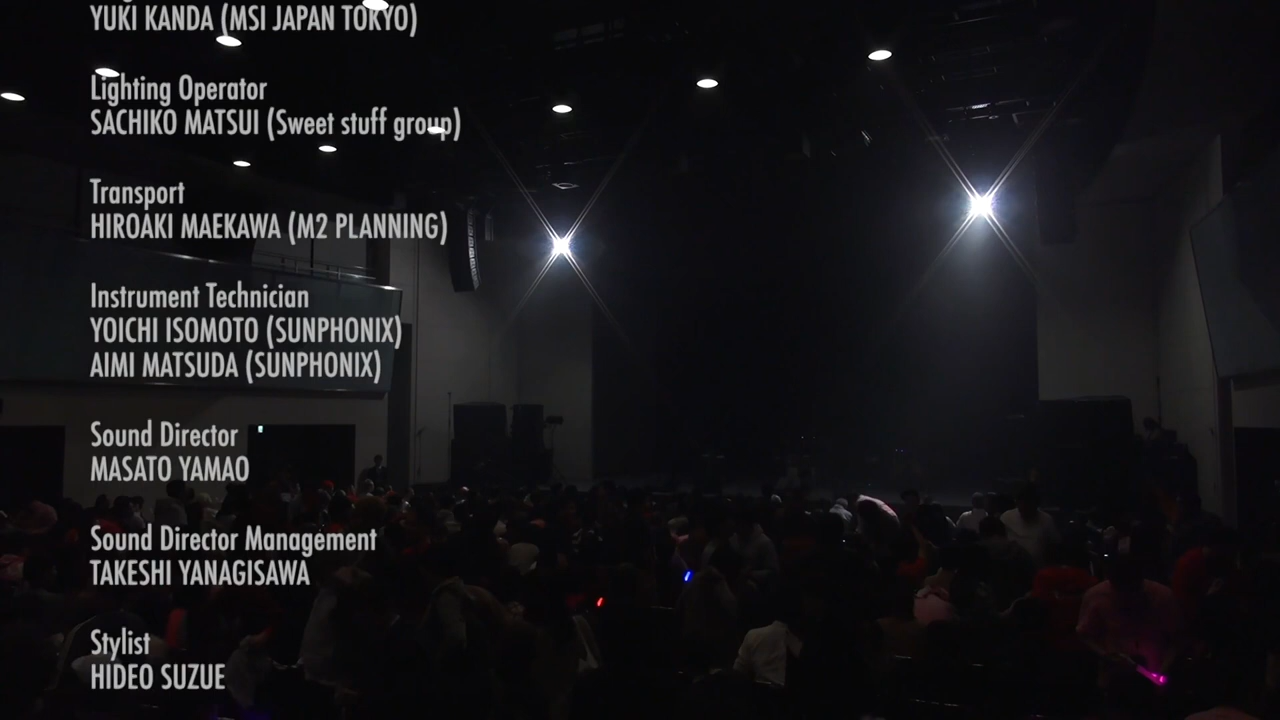 YUKI KANDA (MSI JAPAN TOKYO)
Lighting Operator
SACHIKO MATSUI (Sweet stuff group)
Transport
HIROAKI MAEKAWA (M2 PLANNING)
Instrument Technician
YOICHI ISOMOTO (SUNPHONIX)
AIMI MATSUDA (SUNPHONIX)
Sound Director
MASATO YAMAO
Sound Director Management
TAKESHI YANAGISAWA
Stylist
HIDEO SUZUE